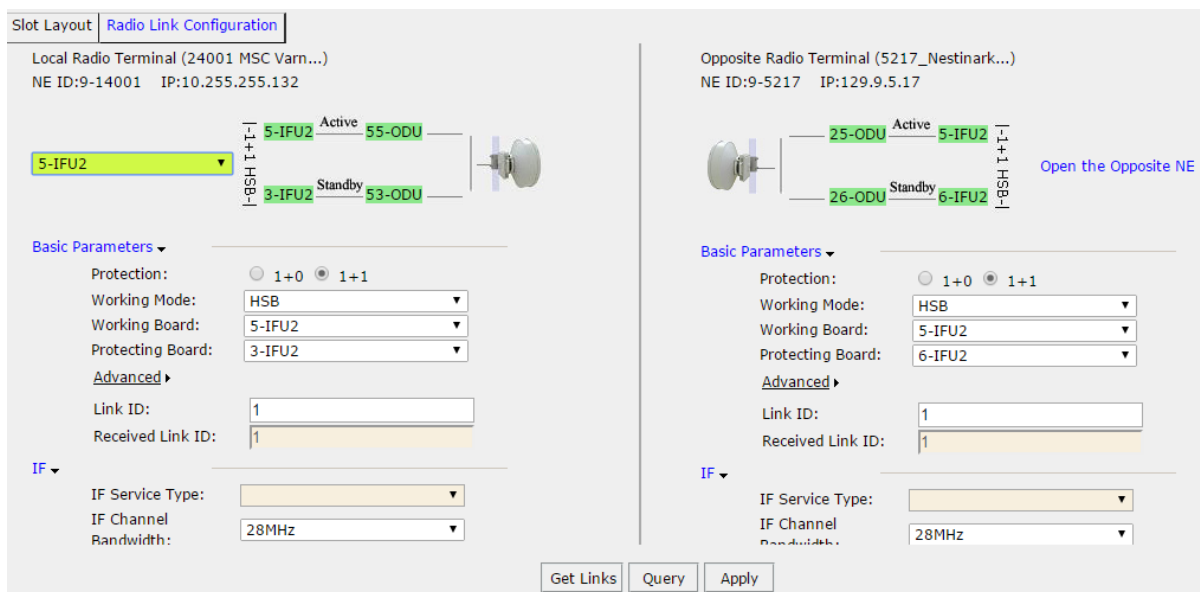 Slot Layout Radio Link Configuration
Local Radio Terminal (24001 MSC Varn...)
NE ID:9-14001 IP:10.255.255.132
5-IFU2
|-1+1 HSB-|
5-IFU2 Active 55-ODU
3-IFU2 Standby 53-ODU
Basic Parameters
Protection: 1+0 1+1
Working Mode: HSB
Working Board: 5-IFU2
Protecting Board: 3-IFU2
Advanced
Link ID: 1
Received Link ID: 1
IF
IF Service Type:
IF Channel
Bandwidth: 28MHz
Opposite Radio Terminal (5217_Nestinark...)
NE ID:9-5217 IP:129.9.5.17
25-ODU Active 5-IFU2
26-ODU Standby 6-IFU2
|-1+1 HSB-|
Open the Opposite NE
Basic Parameters
Protection: 1+0 1+1
Working Mode: HSB
Working Board: 5-IFU2
Protecting Board: 6-IFU2
Advanced
Link ID: 1
Received Link ID: 1
IF
IF Service Type:
IF Channel
Bandwidth: 28MHz
Get Links Query Apply